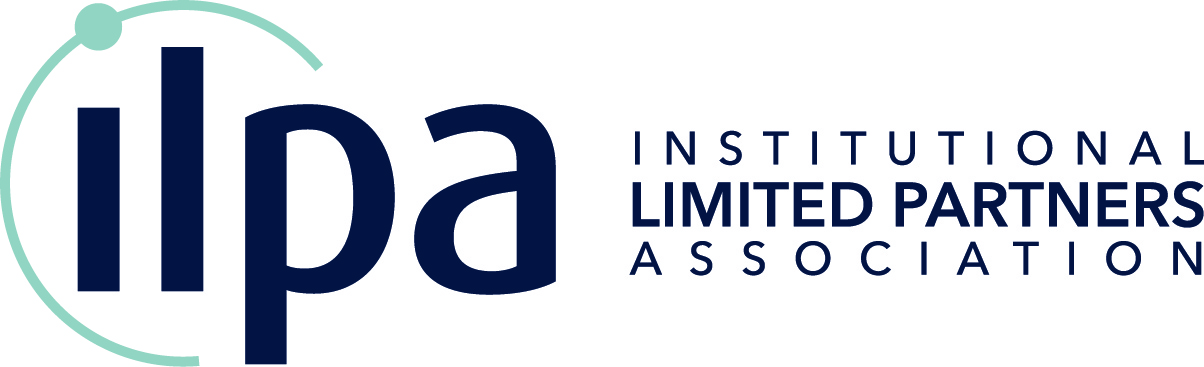 ilpa
INSTITUTIONAL
LIMITED PARTNERS
ASSOCIATION